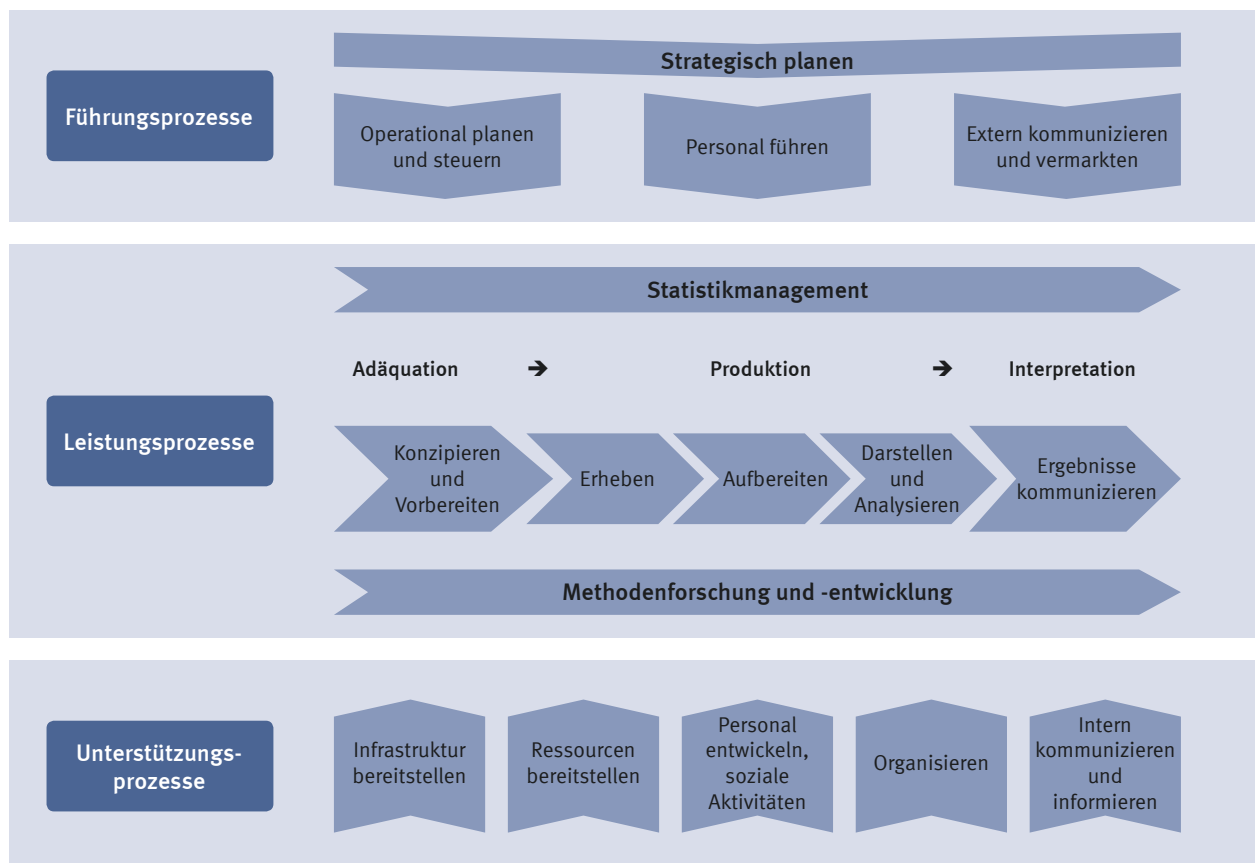 Führungsprozesse
Strategisch planen
Operational planen
und steuern
Personal führen
Extern kommunizieren
und vermarkten
Leistungsprozesse
Statistikmanagement
Adäquation ➔ Produktion ➔ Interpretation
Konzipieren
und
Vorbereiten
Erheben
Aufbereiten
Darstellen
und
Analysieren
Ergebnisse
kommunizieren
Methodenforschung und -entwicklung
Unterstützungs-
prozesse
Infrastruktur
bereitstellen
Ressourcen
bereitstellen
Personal
entwickeln,
soziale
Aktivitäten
Organisieren
Intern
kommunizieren
und
informieren